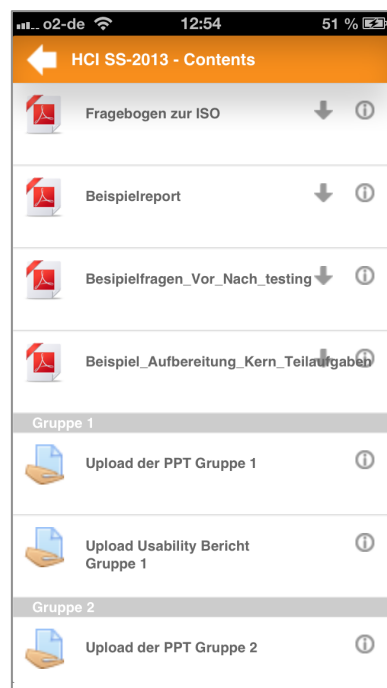 o2-de 12:54 51 %
HCI SS-2013 - Contents
Fragebogen zur ISO
Beispielreport
Besipielfragen_Vor_Nach_testing
Beispiel_Aufbereitung_Kern_Teilaufgaben
Gruppe 1
Upload der PPT Gruppe 1
Upload Usability Bericht
Gruppe 1
Gruppe 2
Upload der PPT Gruppe 2